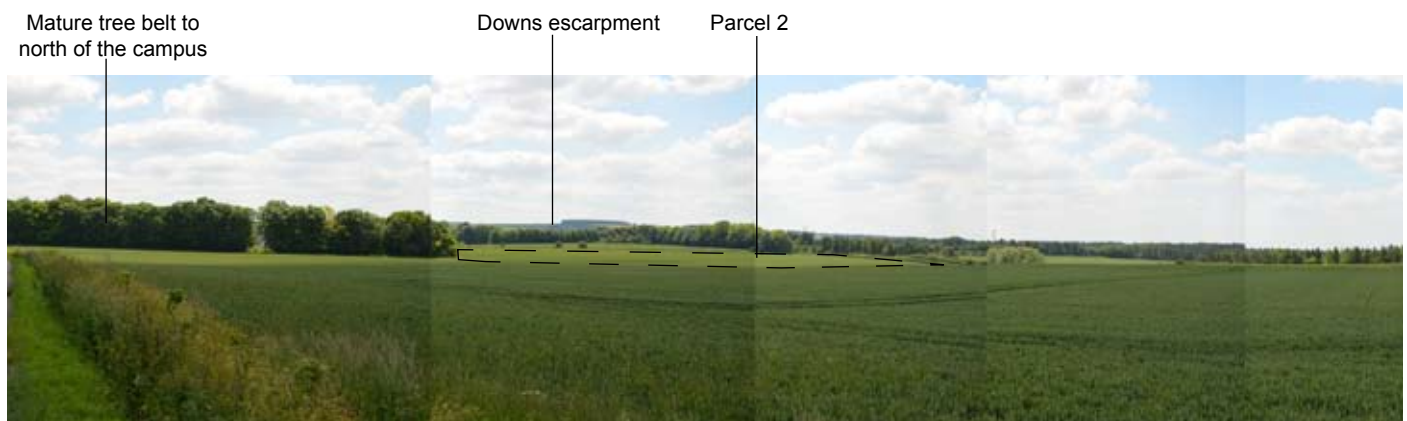 Mature tree belt to
north of the campus
Downs escarpment
Parcel 2